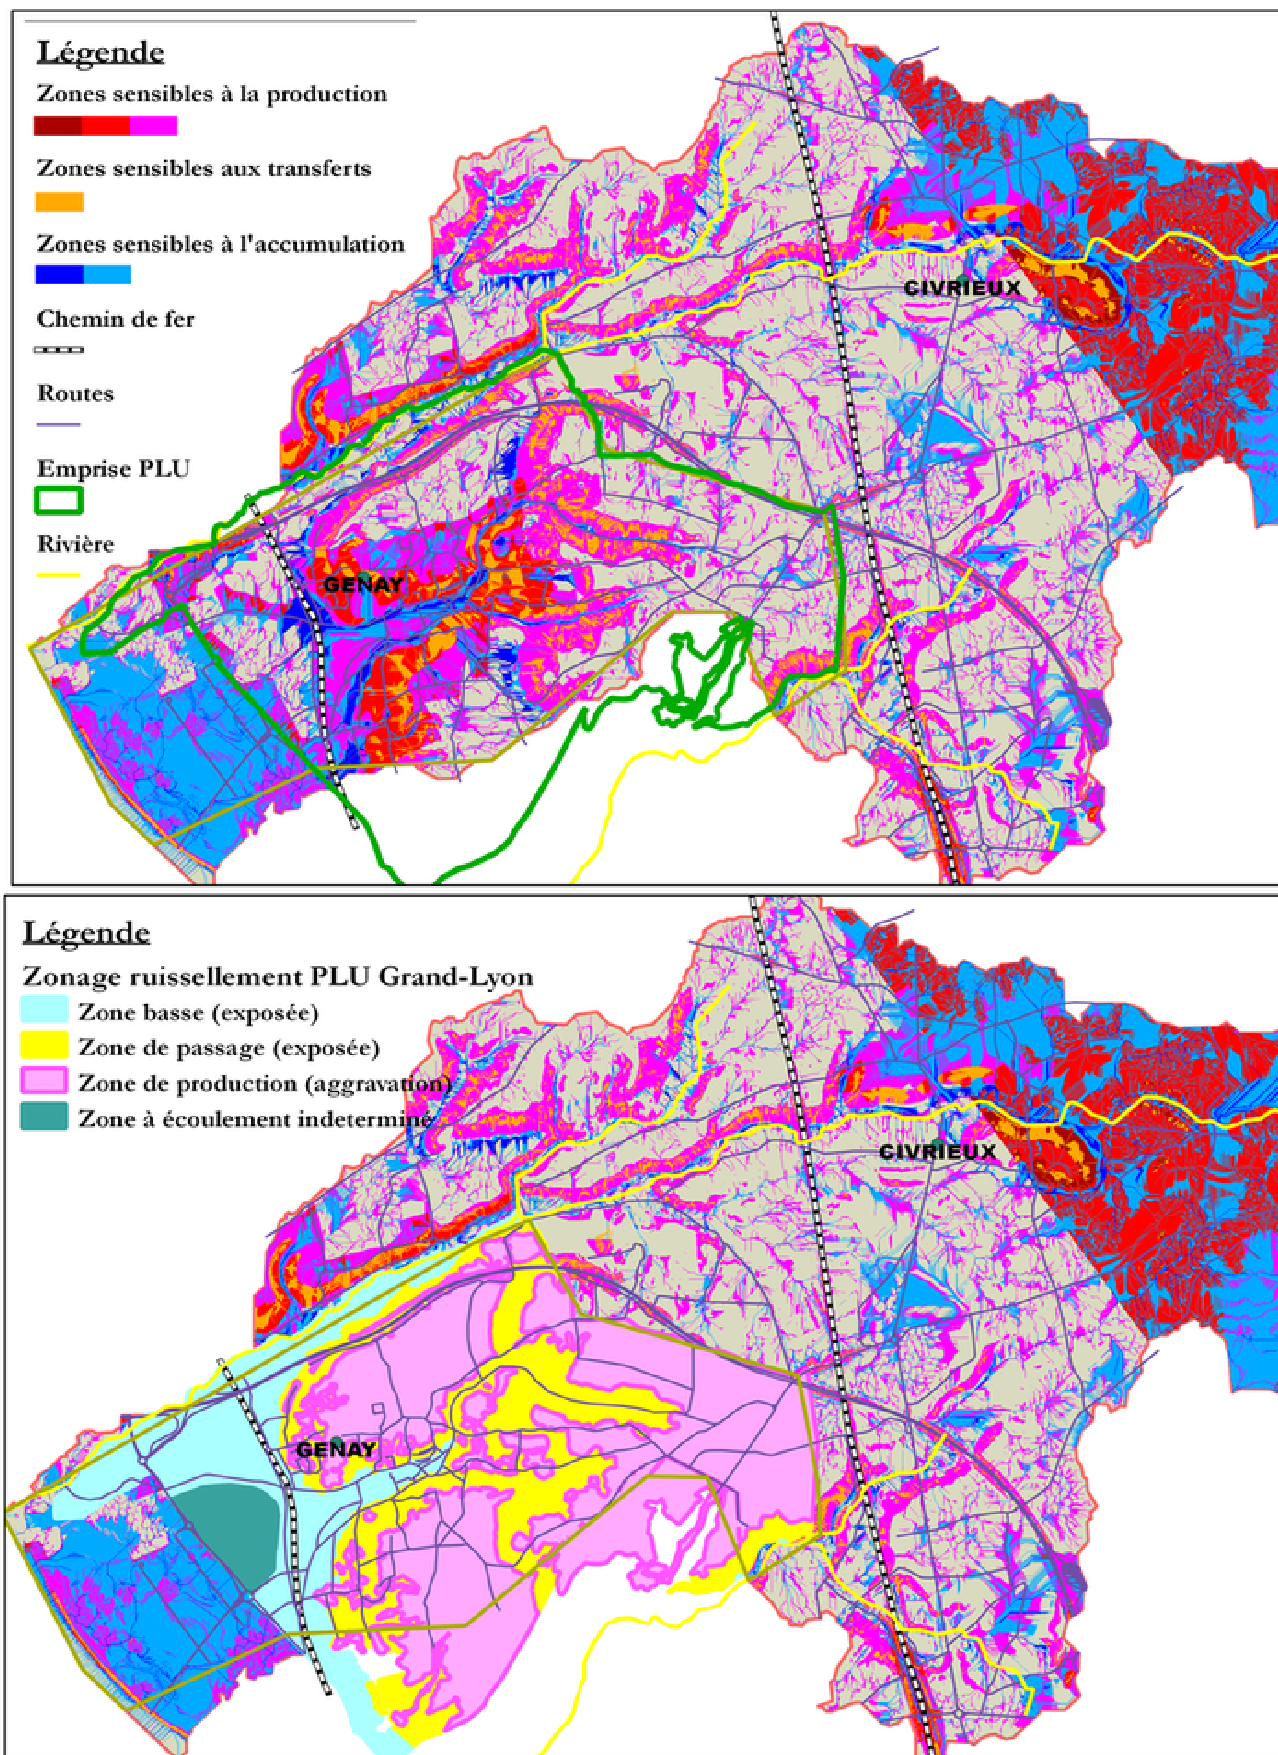 Légende
Zones sensibles à la production
Zones sensibles aux transferts
Zones sensibles à l'accumulation
Chemin de fer
Routes
Emprise PLU
Rivière
CIVRIEUX
GENAY
Légende
Zonage ruissellement PLU Grand-Lyon
Zone basse (exposée)
Zone de passage (exposée)
Zone de production (aggravation)
Zone à écoulement indeterminé
CIVRIEUX
GENAY